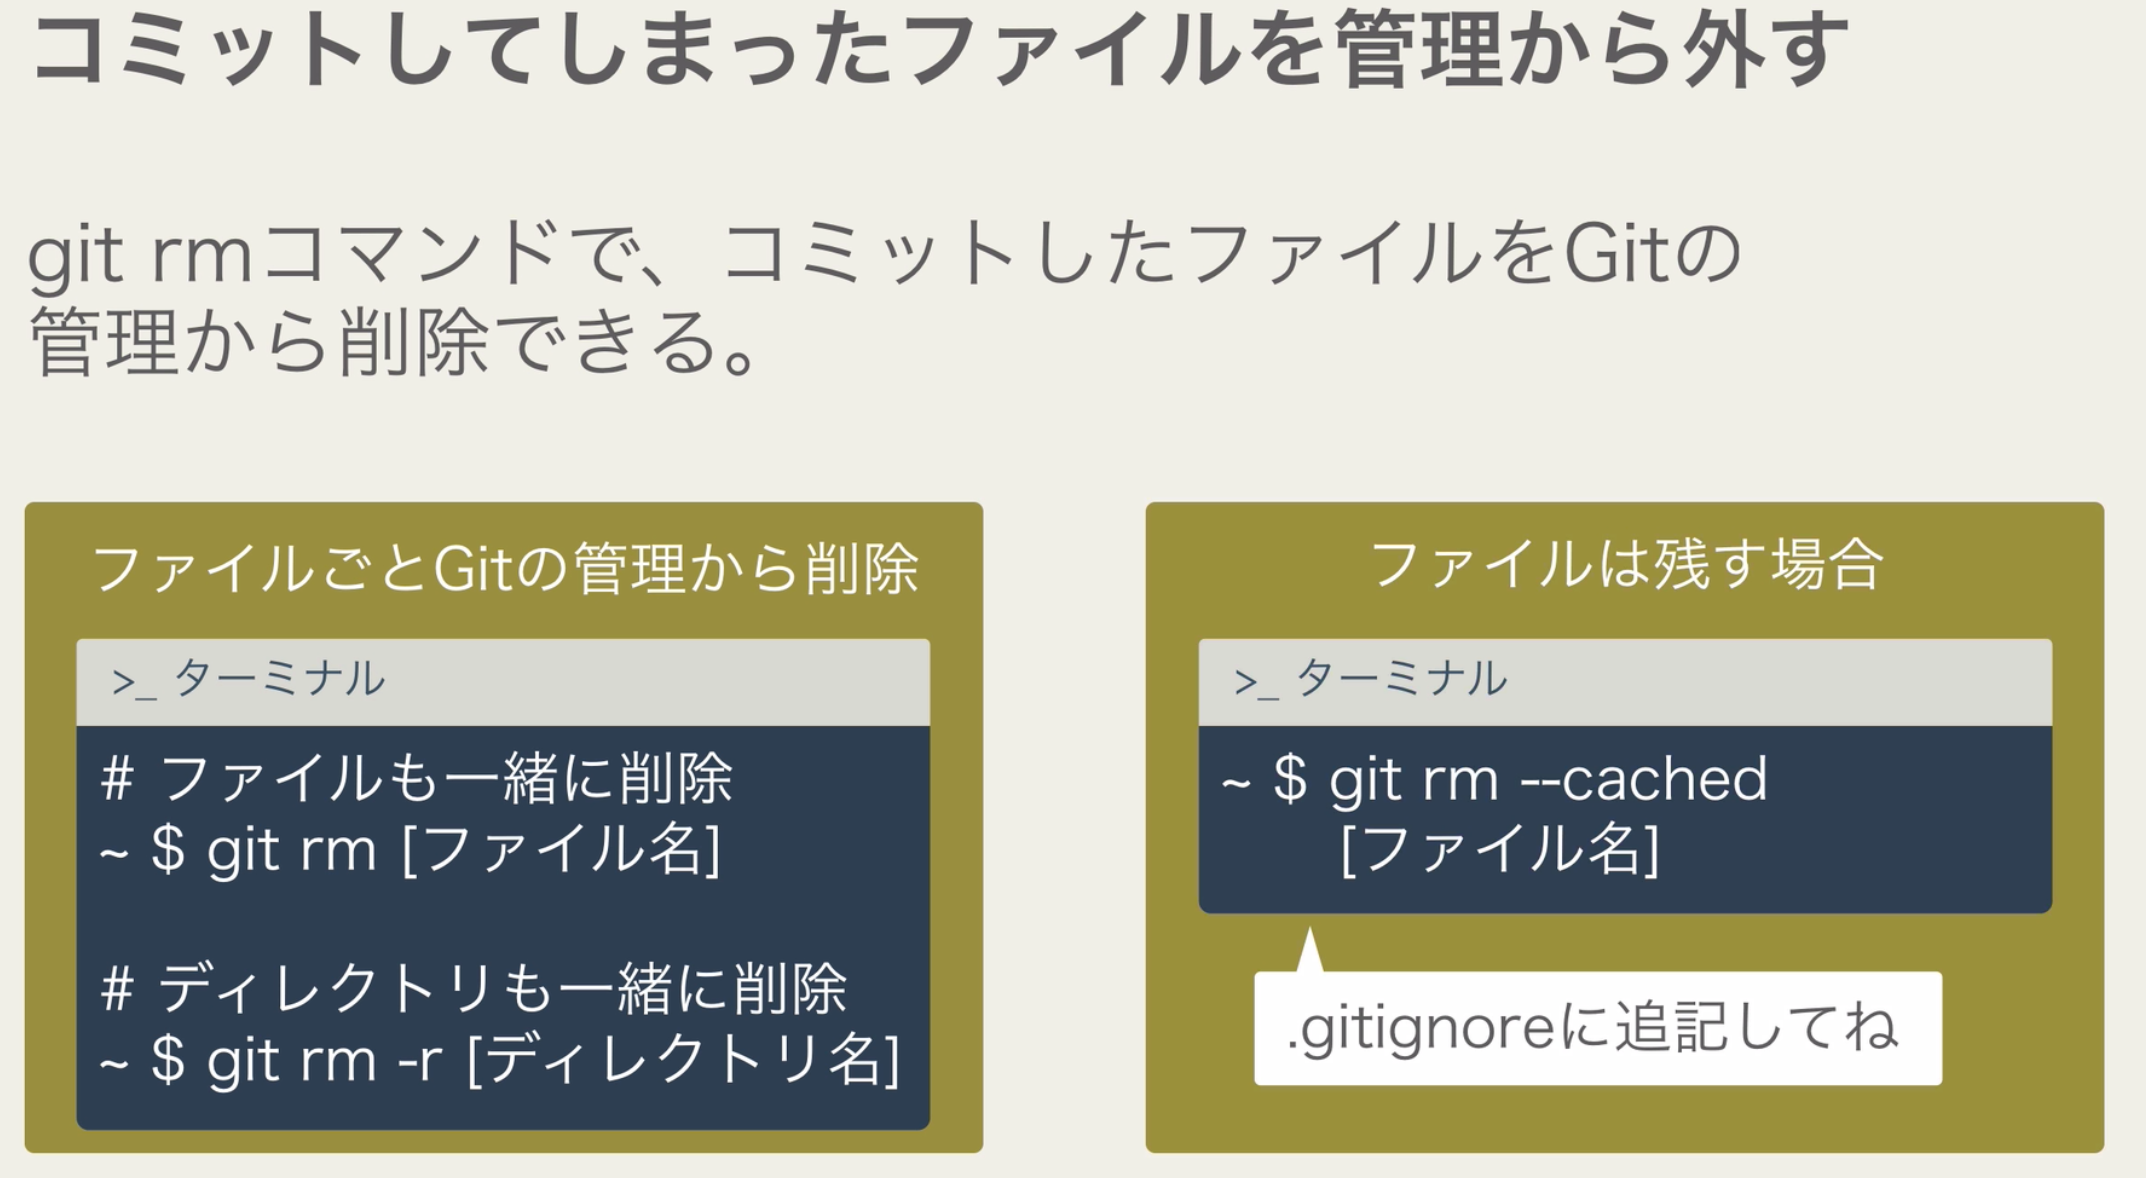 コミットしてしまったファイルを管理から外す
git rmコマンドで、コミットしたファイルをGitの
管理から削除できる。
ファイルごとGitの管理から削除
>_ ターミナル
# ファイルも一緒に削除
~ $ git rm [ファイル名]
# ディレクトリも一緒に削除
~ $ git rm -r [ディレクトリ名]
ファイルは残す場合
>_ ターミナル
~ $ git rm --cached
[ファイル名]
.gitignoreに追記してね